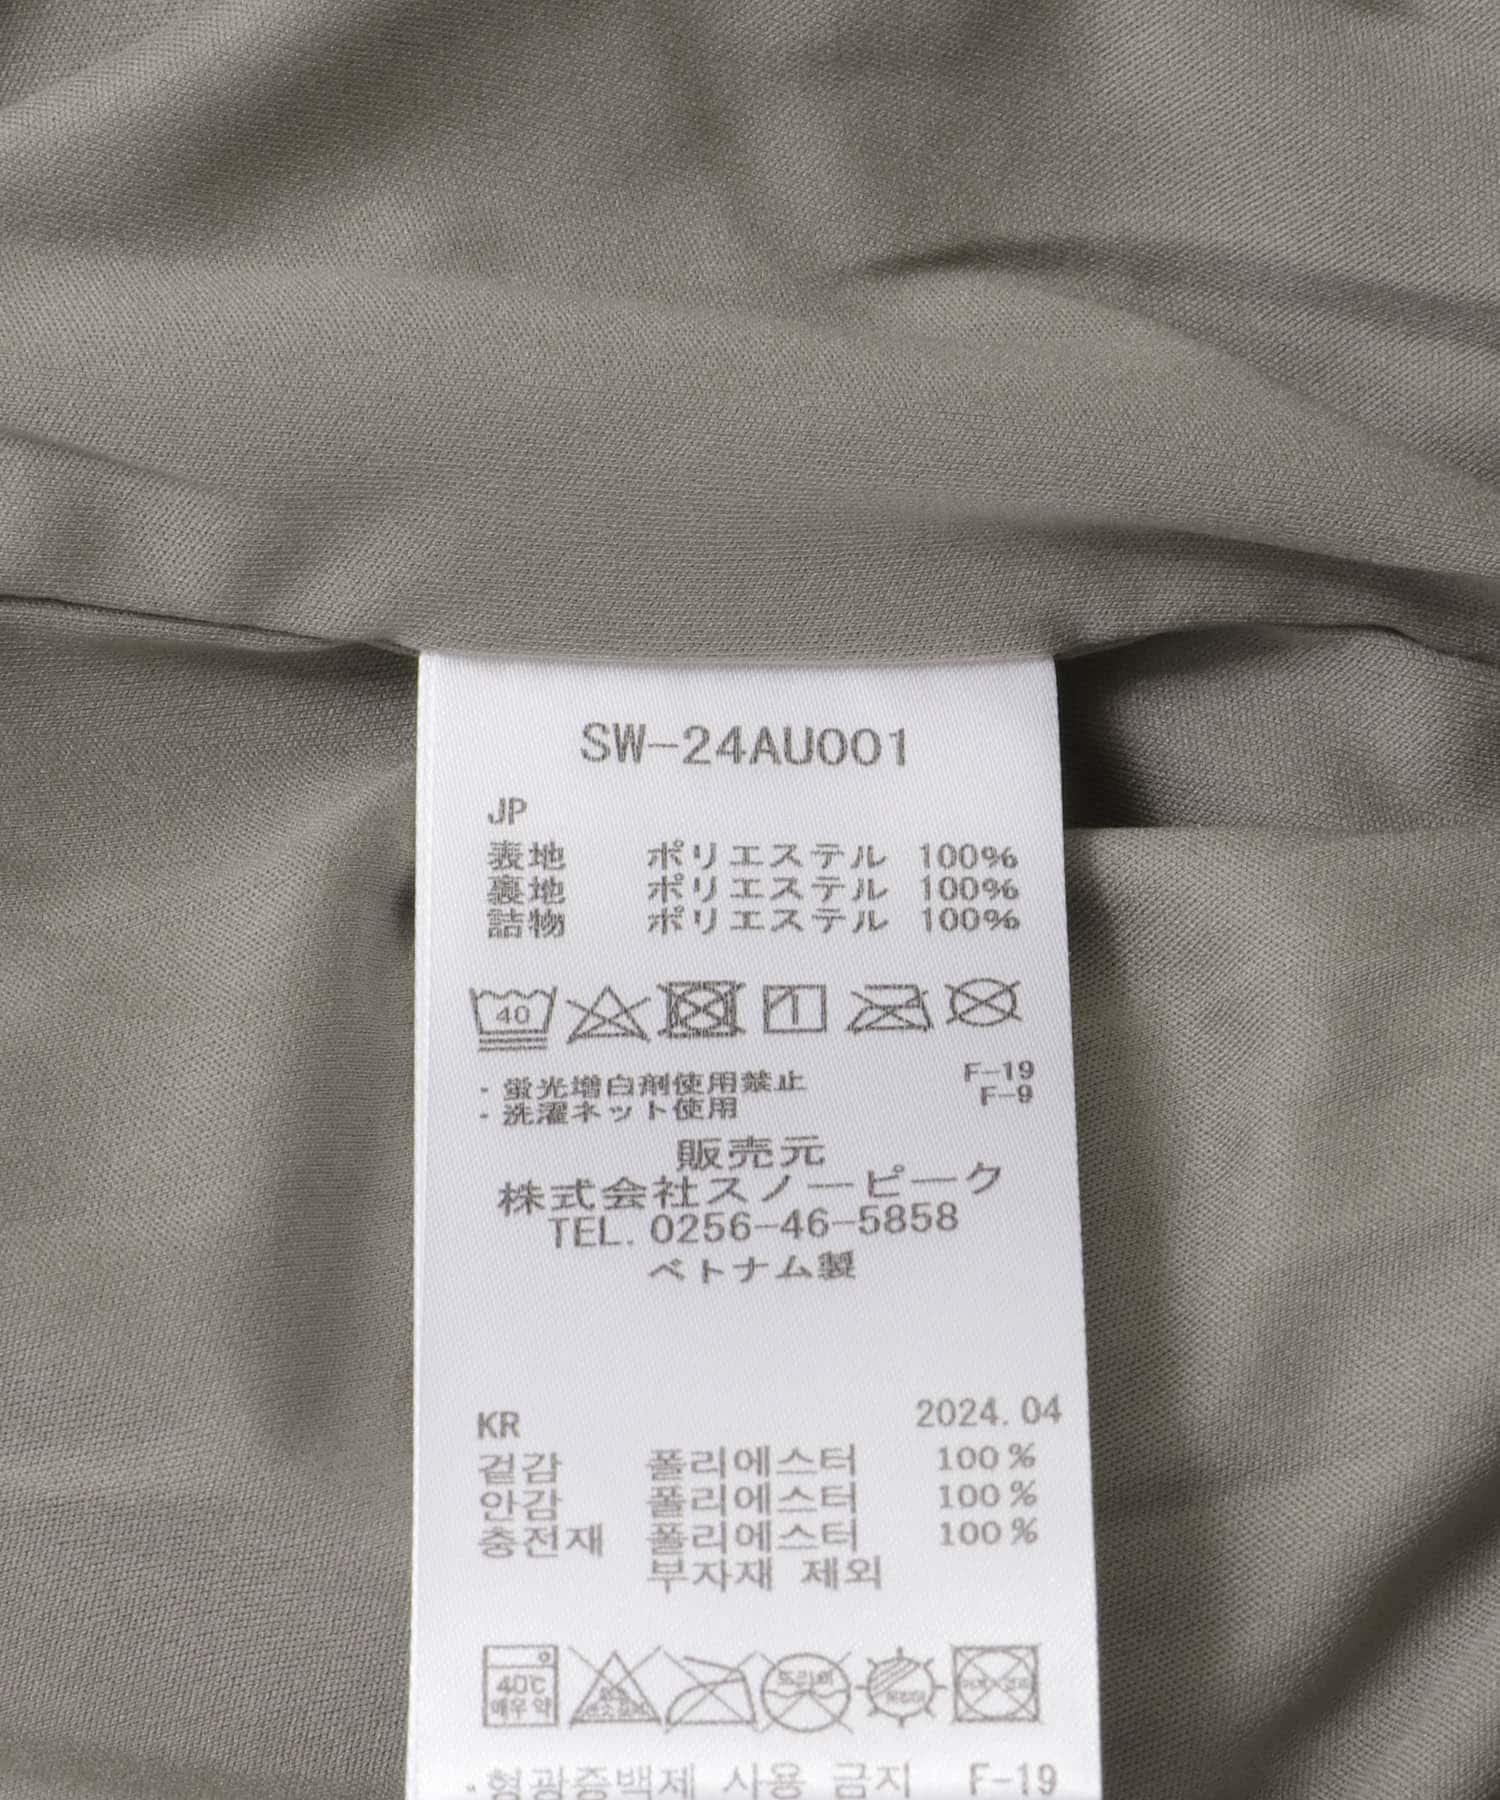 SW-24AU001
JP
表地 ポリエステル 100%
裏地 ポリエステル 100%
詰物 ポリエステル 100%
40
・蛍光増白剤使用禁止 F-19
・洗濯ネット使用 F-9
販売元
株式会社スノーピーク
TEL. 0256-46-5858
ベトナム製
KR 2024.04
겉감 폴리에스터 100%
안감 폴리에스터 100%
충전재 폴리에스터 100%
부자재 제외
40℃ 드라이
매우 약
・형광증백제 사용 금지 F-19